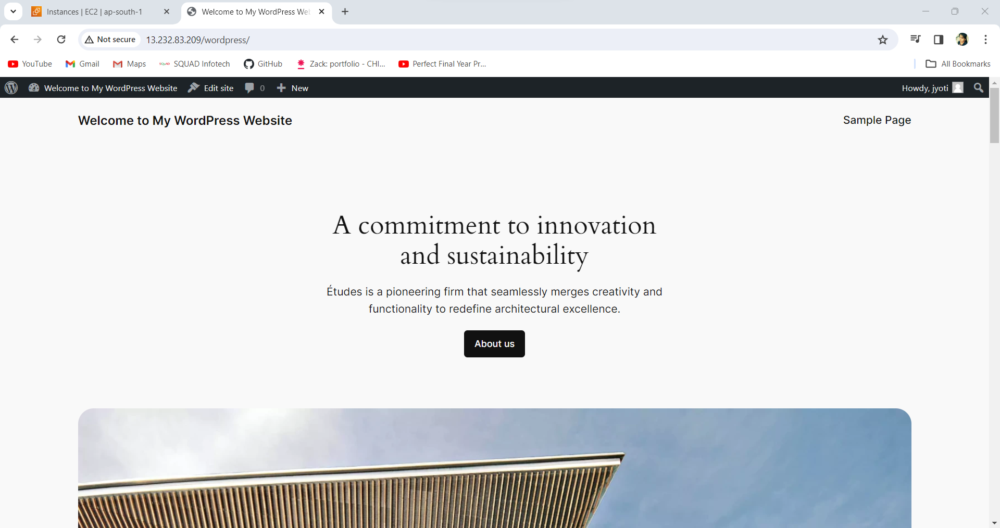 Instances | EC2 | ap-south-1
Welcome to My WordPress Wel
Not secure 13.232.83.209/wordpress/
YouTube Gmail Maps SQUAD SQUAD Infotech GitHub Zack: portfolio - CHI... Perfect Final Year Pr... All Bookmarks
Welcome to My WordPress Website Edit site 0 New Howdy, jyoti
Welcome to My WordPress Website Sample Page
A commitment to innovation
and sustainability
Études is a pioneering firm that seamlessly merges creativity and
functionality to redefine architectural excellence.
About us